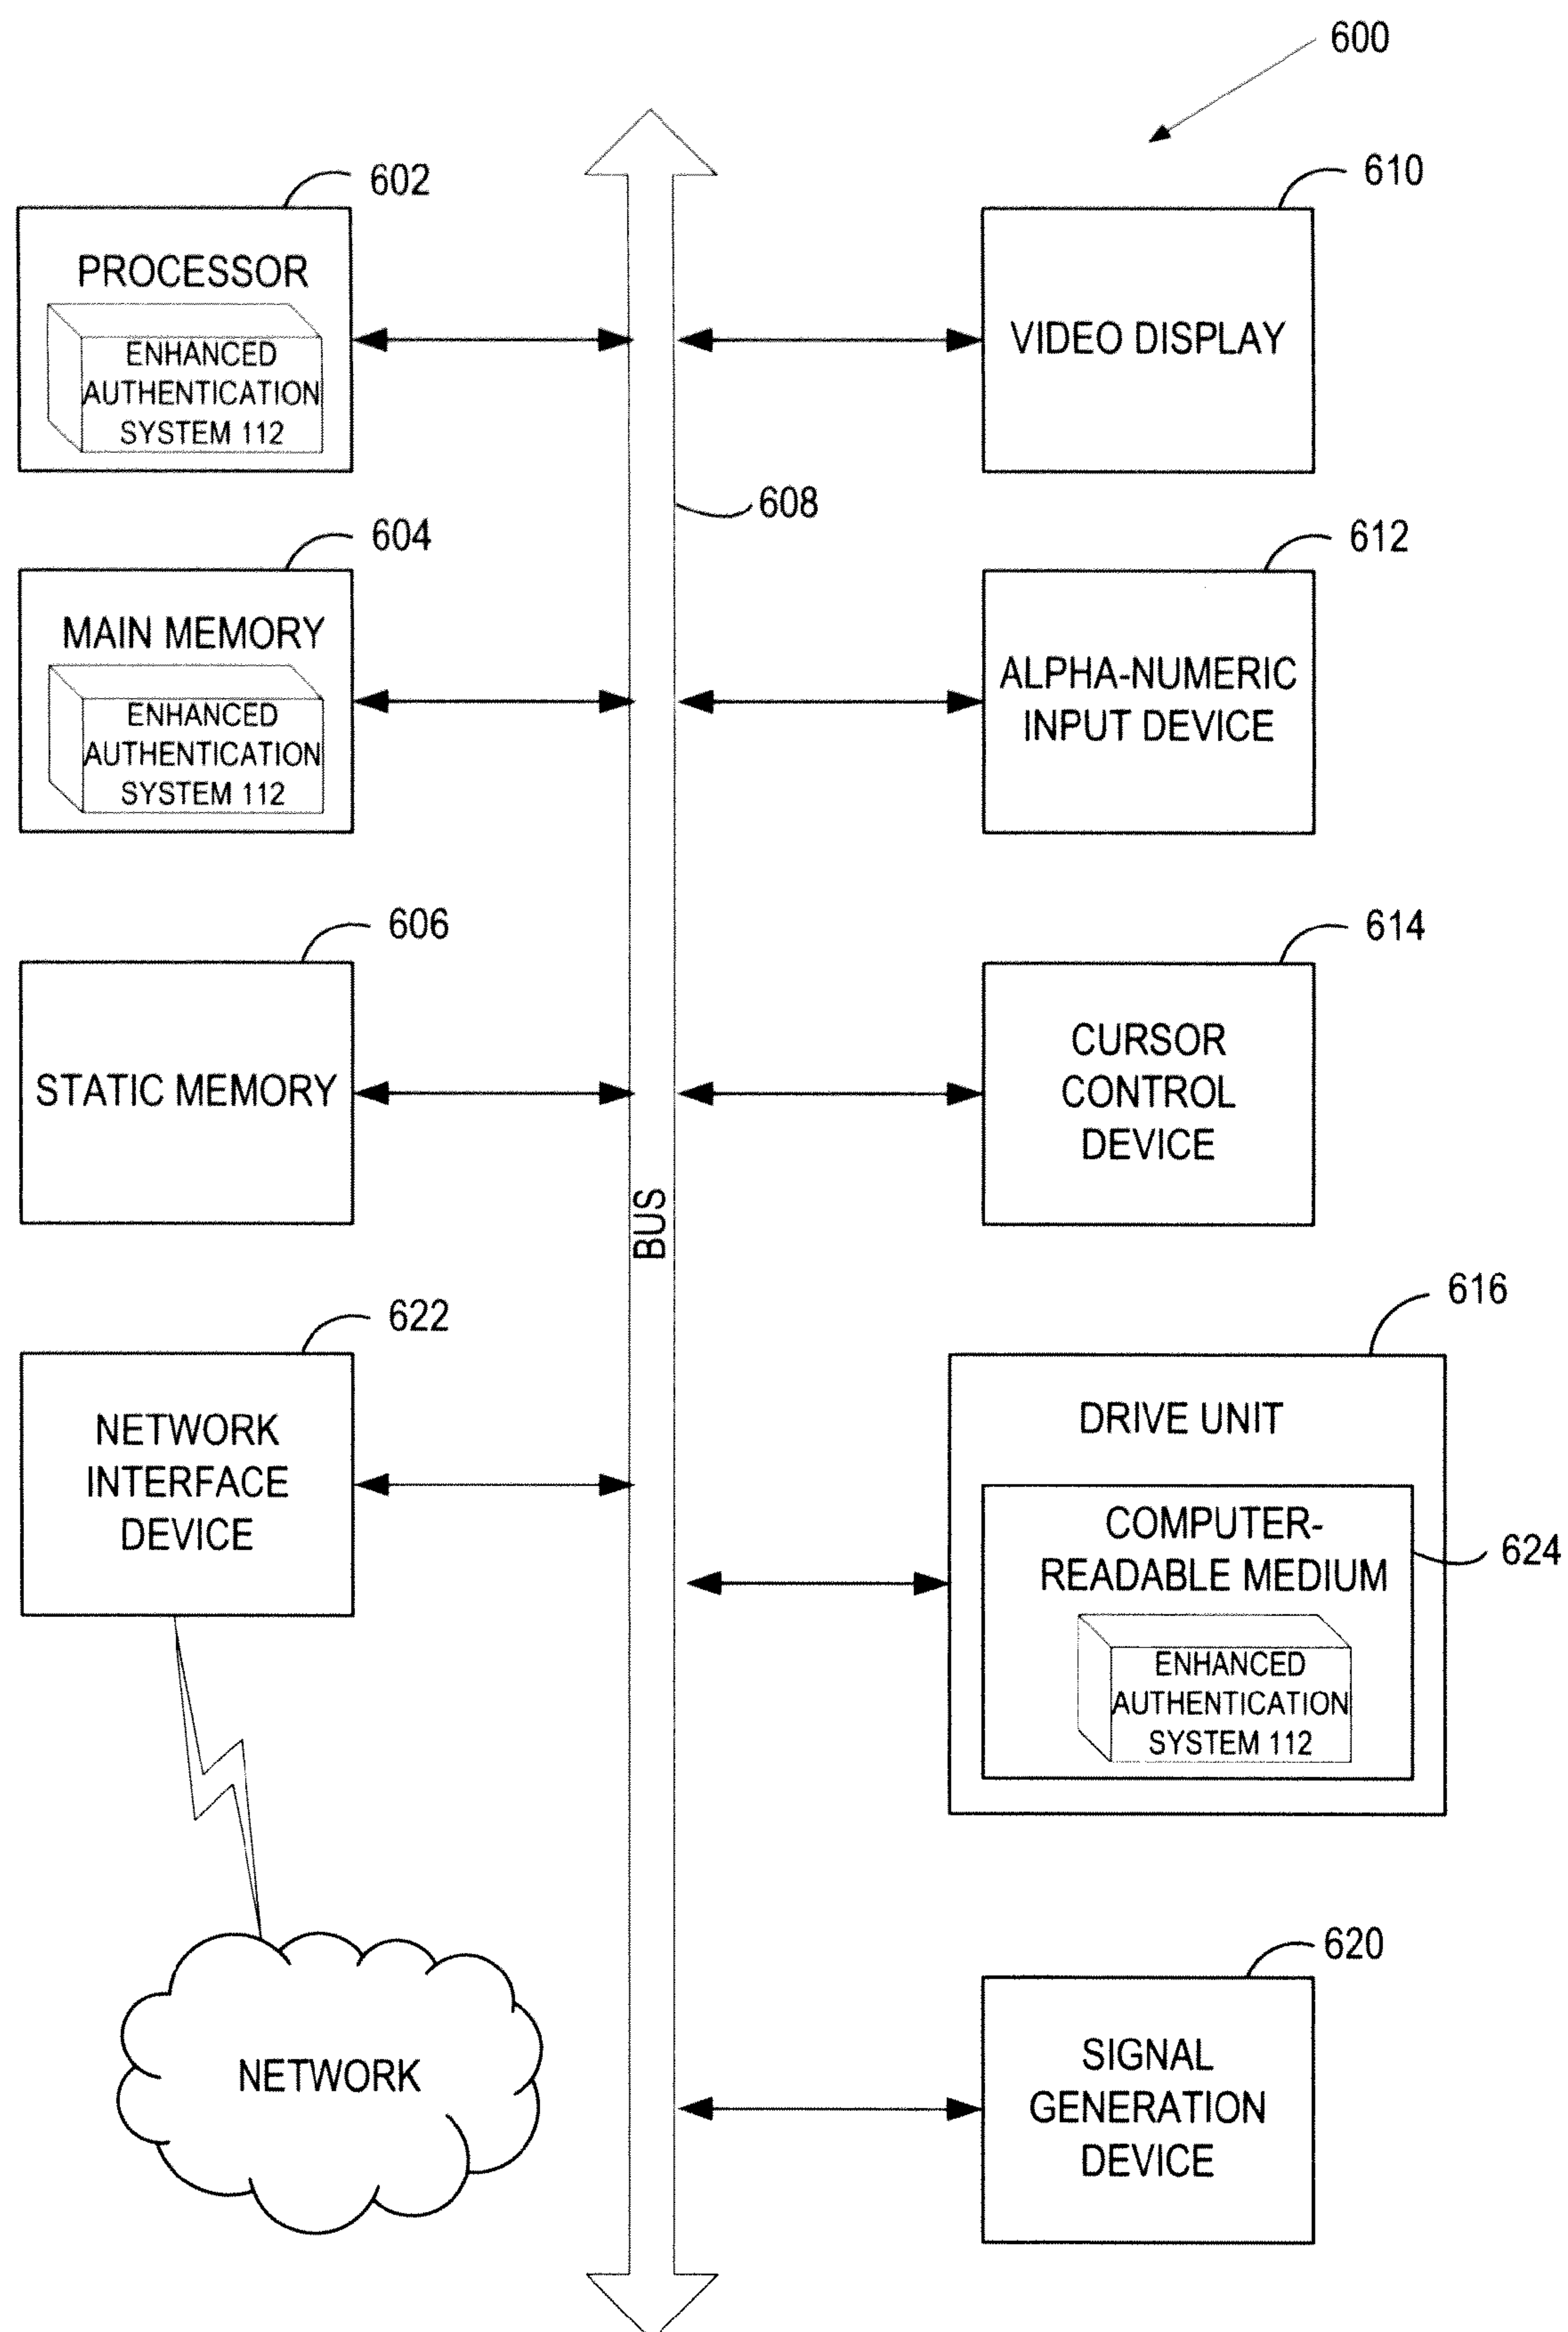 600
602
PROCESSOR
ENHANCED
AUTHENTICATION
SYSTEM 112
610
VIDEO DISPLAY
608
604
MAIN MEMORY
ENHANCED
AUTHENTICATION
SYSTEM 112
612
ALPHA-NUMERIC
INPUT DEVICE
606
STATIC MEMORY
614
CURSOR
CONTROL
DEVICE
BUS
622
NETWORK
INTERFACE
DEVICE
616
DRIVE UNIT
COMPUTER-
READABLE MEDIUM
624
ENHANCED
AUTHENTICATION
SYSTEM 112
NETWORK
620
SIGNAL
GENERATION
DEVICE